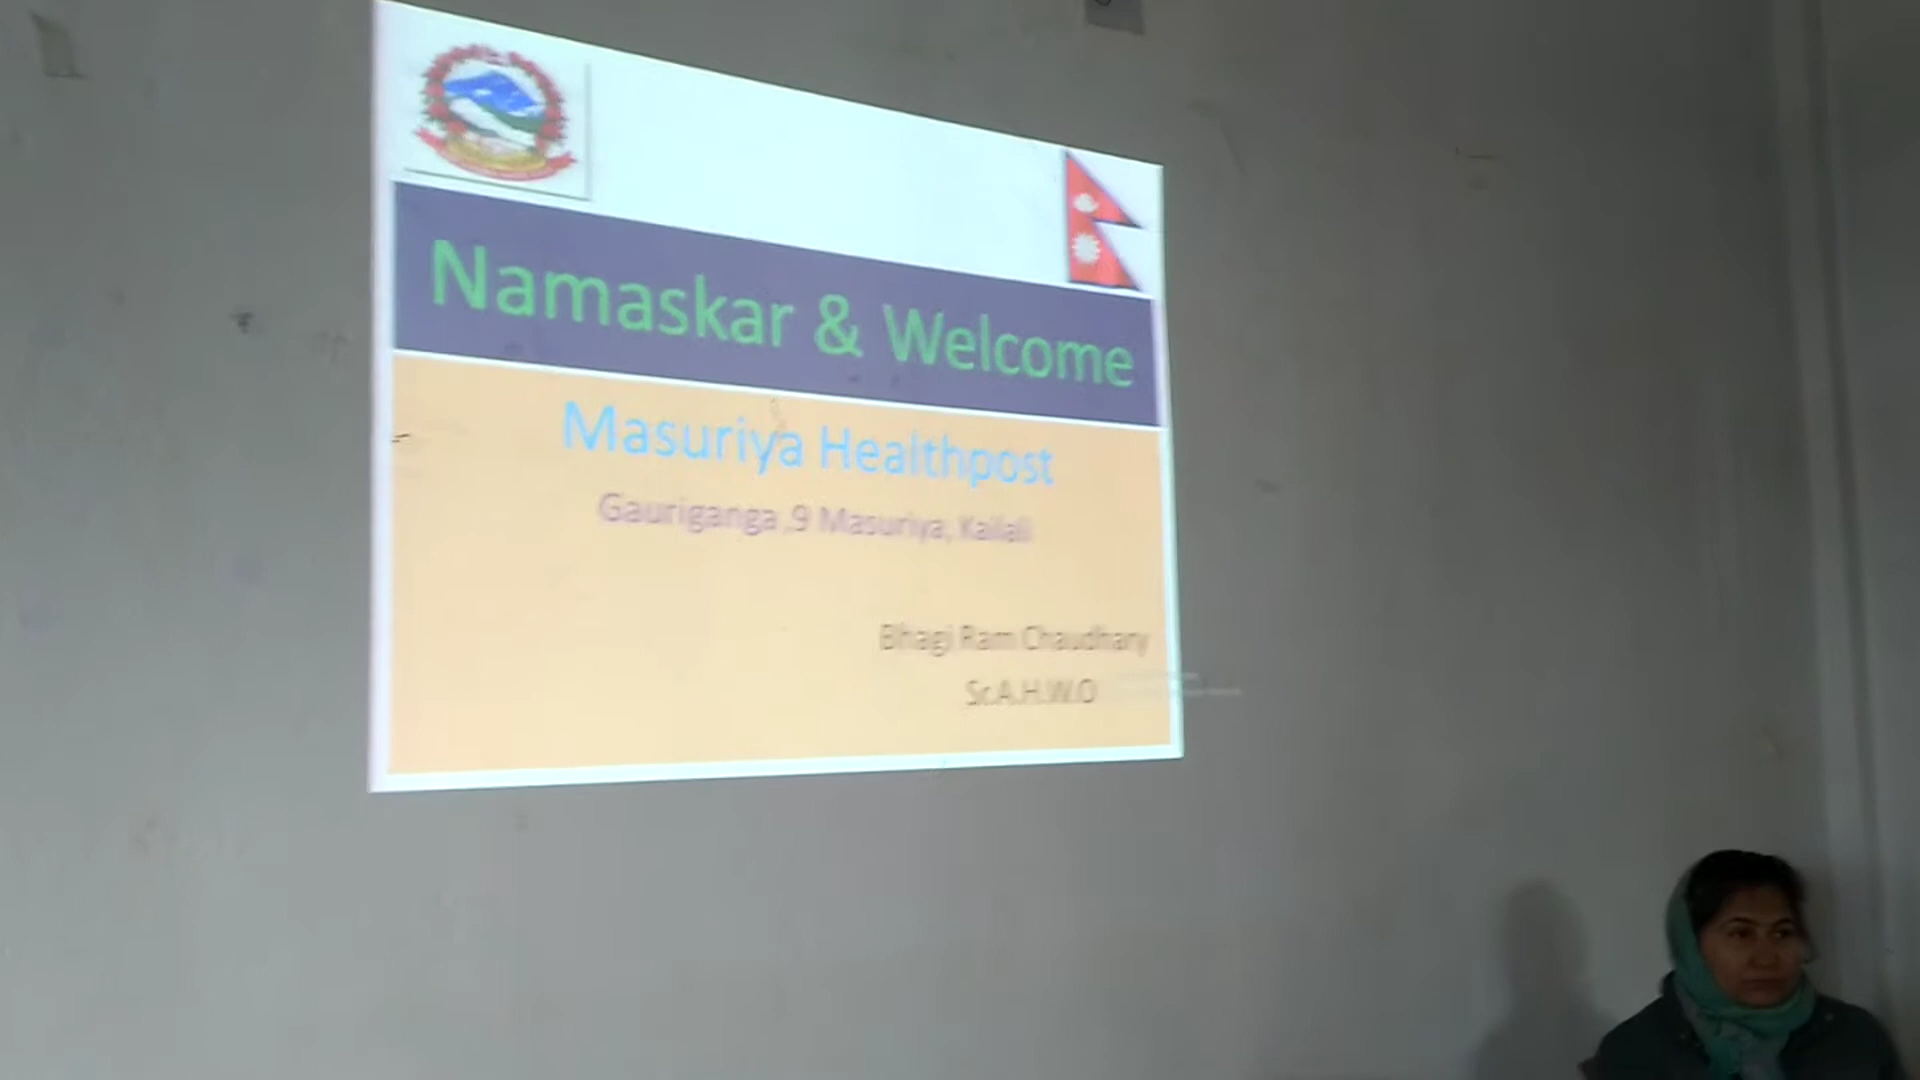 Namaskar & Welcome
Masuriya Healthpost
Gauriganga ,9 Masuriya, Kailali
Bhagi Ram Chaudhary
Sr.A.H.W.O